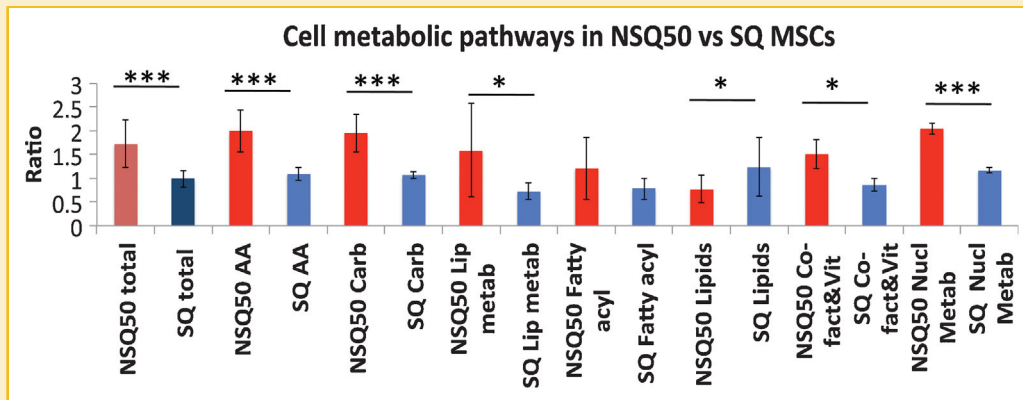 Cell metabolic pathways in NSQ50 vs SQ MSCs
*** *** *** * * * ***
3
2.5
2
1.5
1
0.5
0
Ratio
NSQ50 total
SQ total
NSQ50 AA
SQ AA
NSQ50 Carb
SQ Carb
NSQ50 Lip
metab
SQ Lip metab
NSQ50 Fatty
acyl
SQ Fatty acyl
NSQ50 Lipids
SQ Lipids
NSQ50 Co-
fact&Vit
SQ Co-
fact&Vit
NSQ50 Nucl
Metab
SQ Nucl
Metab